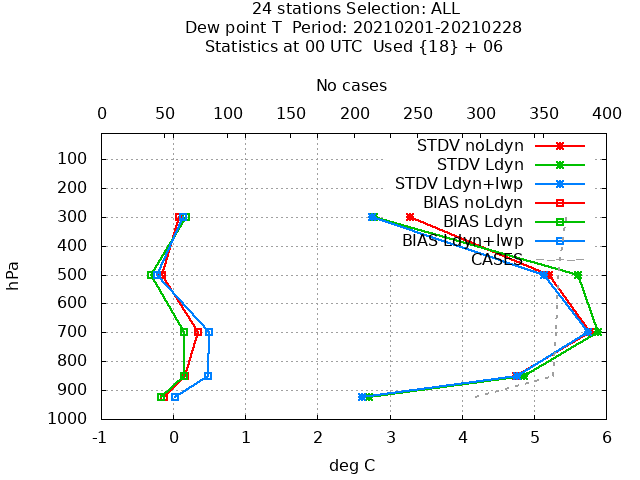 24 stations Selection: ALL
Dew point T  Period: 20210201-20210228
Statistics at 00 UTC  Used {18} + 06
No cases
0 50 100 150 200 250 300 350 400
STDV noLdyn
STDV Ldyn
STDV Ldyn+lwp
BIAS noLdyn
BIAS Ldyn
BIAS Ldyn+lwp
CASES
hPa
100
200
300
400
500
600
700
800
900
1000
-1 0 1 2 3 4 5 6
deg C